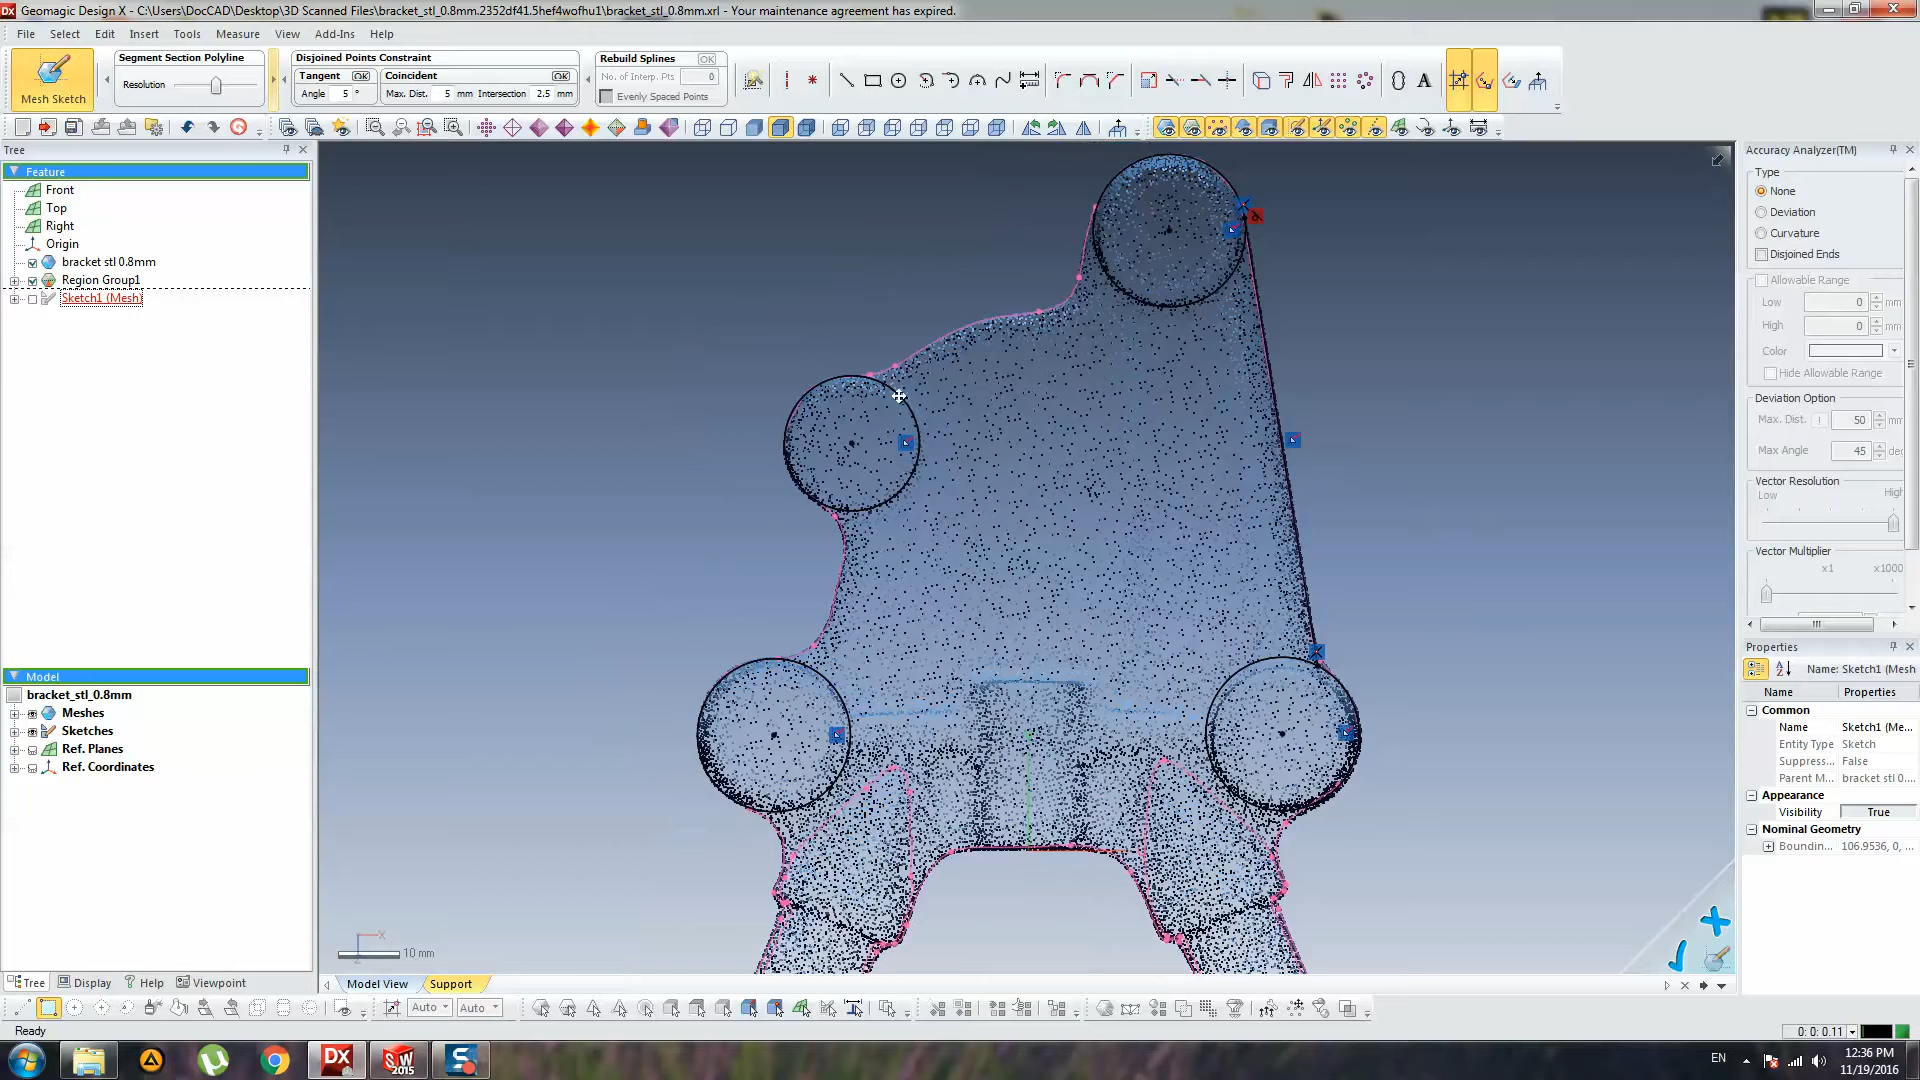 DX Geomagic Design X - C:\Users\DocCAD\Desktop\3D Scanned Files\bracket_stl_0.8mm.2352df41.5hef4wofhu1\bracket_stl_0.8mm.xrl - Your maintenance agreement has expired.
File Select Edit Insert Tools Measure View Add-Ins Help
Segment Section Polyline
Resolution
Mesh Sketch
Disjoined Points Constraint
Tangent OK Coincident OK
Angle 5 ° Max. Dist. 5 mm Intersection 2.5 mm
Rebuild Splines OK
No. of Interp. Pts 0
Evenly Spaced Points
A
Tree
Feature
Front
Top
Right
Origin
bracket stl 0.8mm
Region Group1
Sketch1 (Mesh)
Model
bracket_stl_0.8mm
Meshes
Sketches
Ref. Planes
Ref. Coordinates
Tree Display Help Viewpoint
10 mm
X
Model View Support
Auto Auto
Accuracy Analyzer(TM)
Type
None
Deviation
Curvature
Disjoined Ends
Allowable Range
Low 0 mm
High 0 mm
Color
Hide Allowable Range
Deviation Option
Max. Dist. 50 mm
Max Angle 45 de
Vector Resolution
Low High
Vector Multiplier
x1 x1000
Properties
Name: Sketch1 (Mesh
Name Properties
Common
Name Sketch1 (Me...
Entity Type Sketch
Suppress... False
Parent M... bracket stl 0....
Appearance
Visibility True
Nominal Geometry
Boundin... 106.9536, 0, ...
Ready
0: 0: 0.11
DX SW 2015 S
EN
12:36 PM
11/19/2016